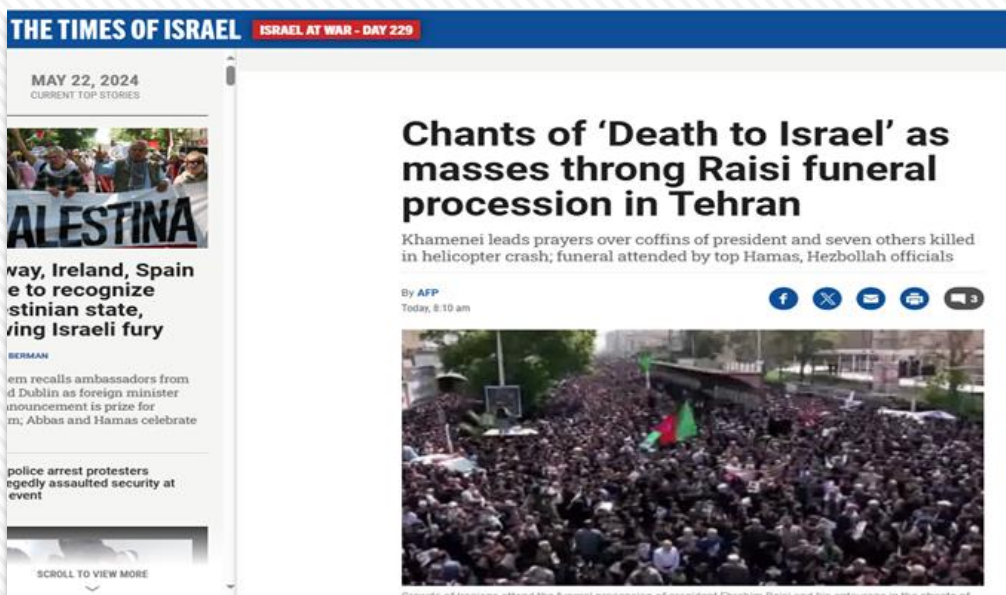 THE TIMES OF ISRAEL
ISRAEL AT WAR - DAY 229
MAY 22, 2024
CURRENT TOP STORIES
ALESTINA
way, Ireland, Spain
e to recognize
stinian state,
ving Israeli fury
BERMAN
em recalls ambassadors from
d Dublin as foreign minister
nnouncement is prize for
m; Abbas and Hamas celebrate
police arrest protesters
egedly assaulted security at
event
SCROLL TO VIEW MORE
Chants of ‘Death to Israel’ as
masses throng Raisi funeral
procession in Tehran
Khamenei leads prayers over coffins of president and seven others killed
in helicopter crash; funeral attended by top Hamas, Hezbollah officials
By AFP
Today, 8:10 am
3